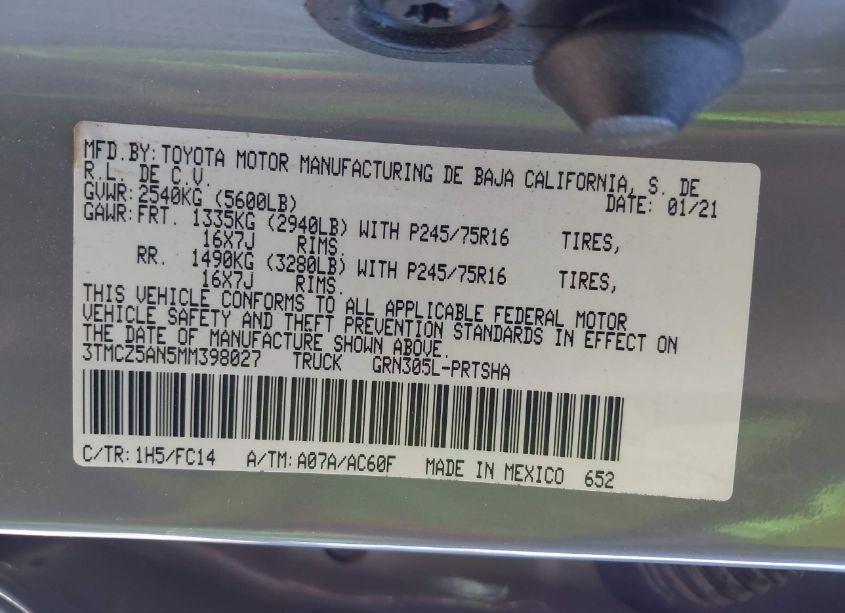 MFD.BY: TOYOTA MOTOR MANUFACTURING DE BAJA CALIFORNIA, S. DE
R.L. DE C.V. DATE: 01/21
GVWR: 2540KG (5600LB)
GAWR: FRT. 1335KG (2940LB) WITH P245/75R16 TIRES,
16X7J RIMS.
RR. 1490KG (3280LB) WITH P245/75R16 TIRES,
16X7J RIMS.
THIS VEHICLE CONFORMS TO ALL APPLICABLE FEDERAL MOTOR
VEHICLE SAFETY AND THEFT PREVENTION STANDARDS IN EFFECT ON
THE DATE OF MANUFACTURE SHOWN ABOVE.
3TMCZ5AN5MM398027 TRUCK GRN305L-PRTSHA
C/TR: 1H5/FC14 A/TM: A07A/AC60F MADE IN MEXICO 652